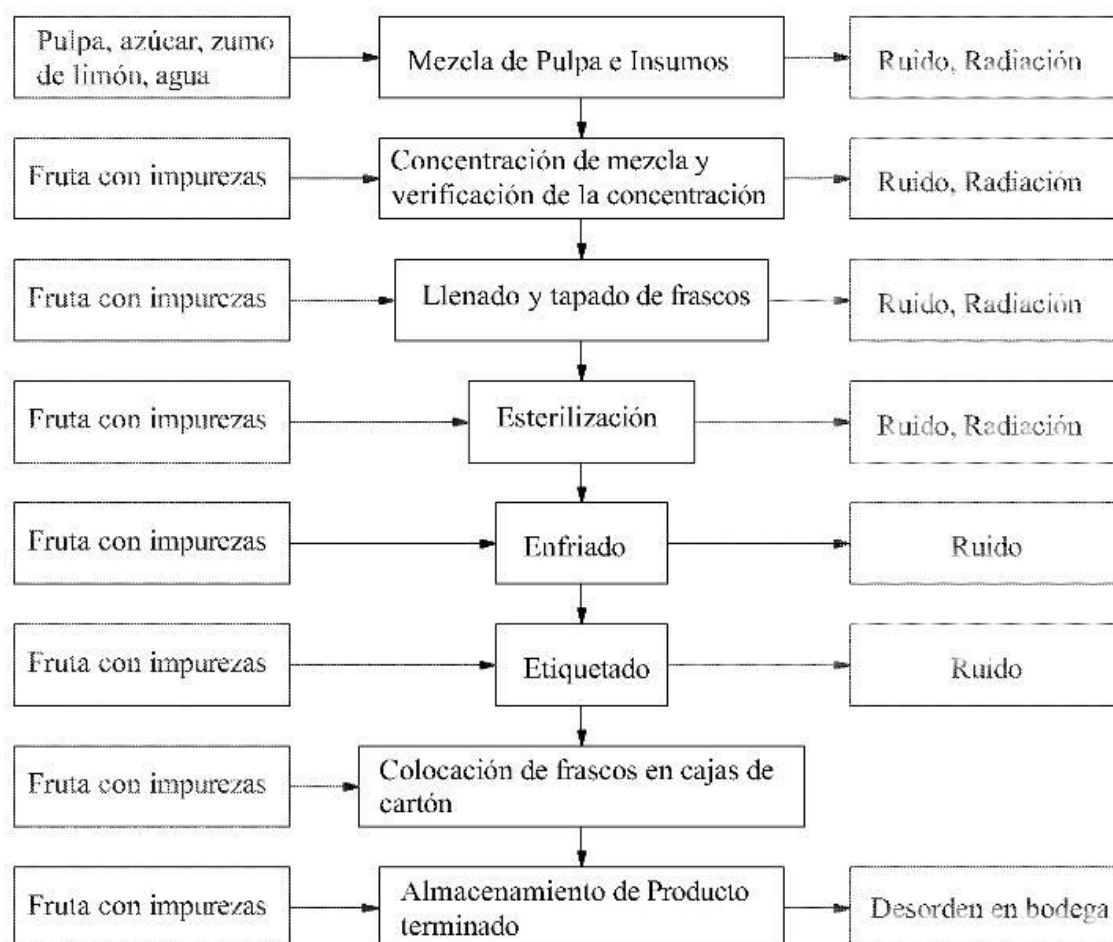 Pulpa, azúcar, zumo
de limón, agua
Mezcla de Pulpa e Insumos
Ruido, Radiación
Fruta con impurezas
Concentración de mezcla y
verificación de la concentración
Ruido, Radiación
Fruta con impurezas
Llenado y tapado de frascos
Ruido, Radiación
Fruta con impurezas
Esterilización
Ruido, Radiación
Fruta con impurezas
Enfriado
Ruido
Fruta con impurezas
Etiquetado
Ruido
Fruta con impurezas
Colocación de frascos en cajas de
cartón
Fruta con impurezas
Almacenamiento de Producto
terminado
Desorden en bodega